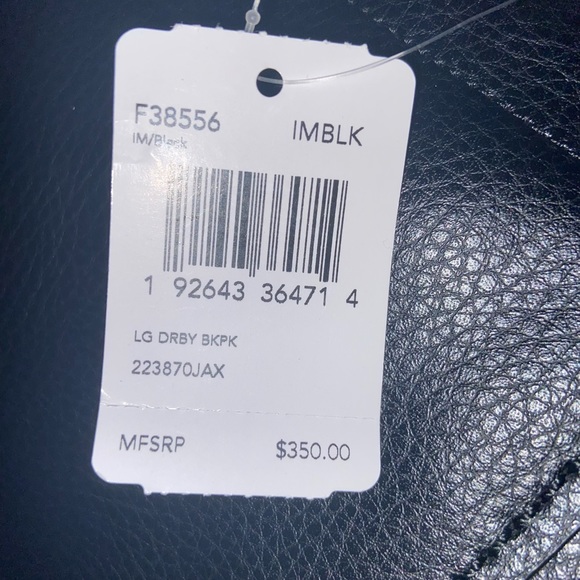 F38556 IMBLK
IM/Black
1 92643 36471 4
LG DRBY BKPK
223870JAX
MFSRP $350.00